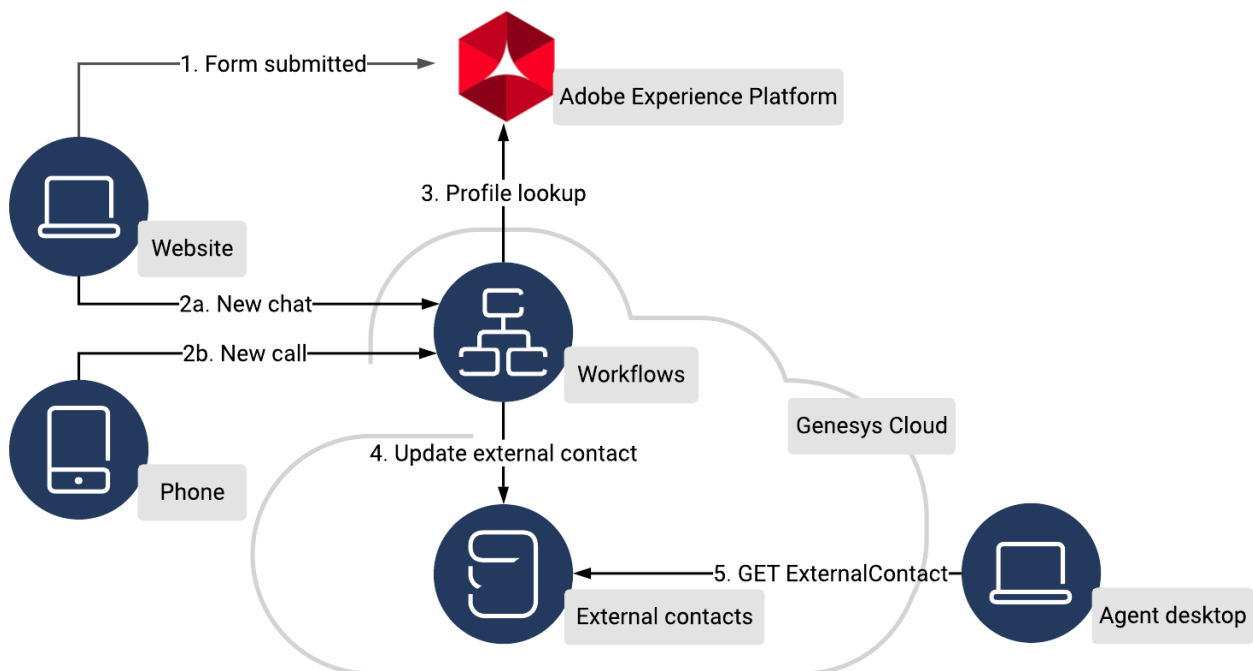 1. Form submitted
Adobe Experience Platform
3. Profile lookup
Website
2a. New chat
2b. New call
Workflows
Genesys Cloud
4. Update external contact
Phone
5. GET ExternalContact
External contacts
Agent desktop